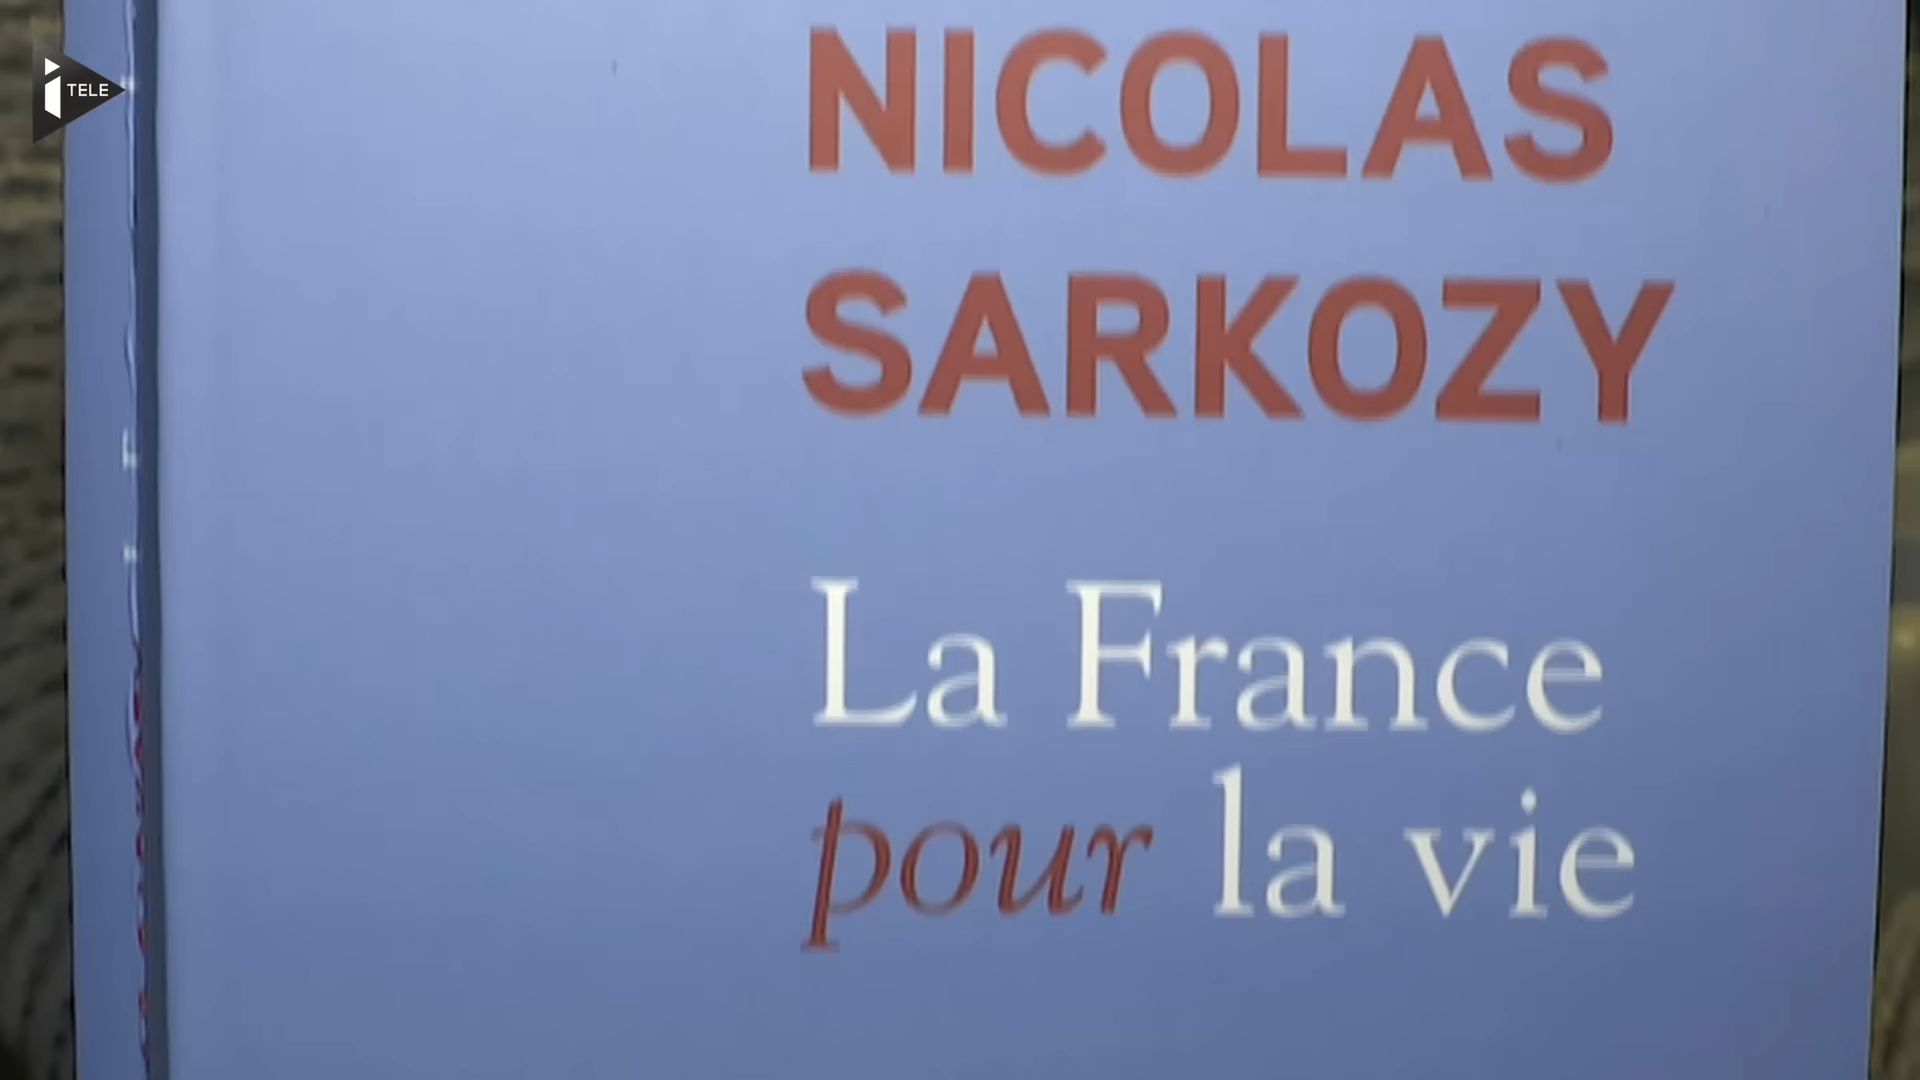 TELE
NICOLAS
SARKOZY
La France
pour la vie